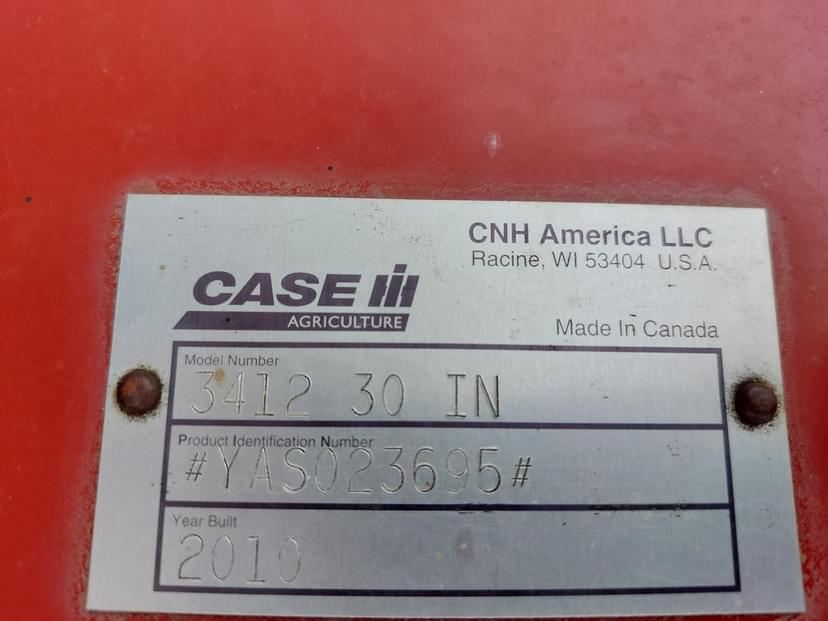 CNH America LLC
Racine, WI 53404 U.S.A.
CASE IH
AGRICULTURE
Made In Canada
Model Number
3412 30 IN
Product Identification Number
#YAS023695#
Year Built
2010